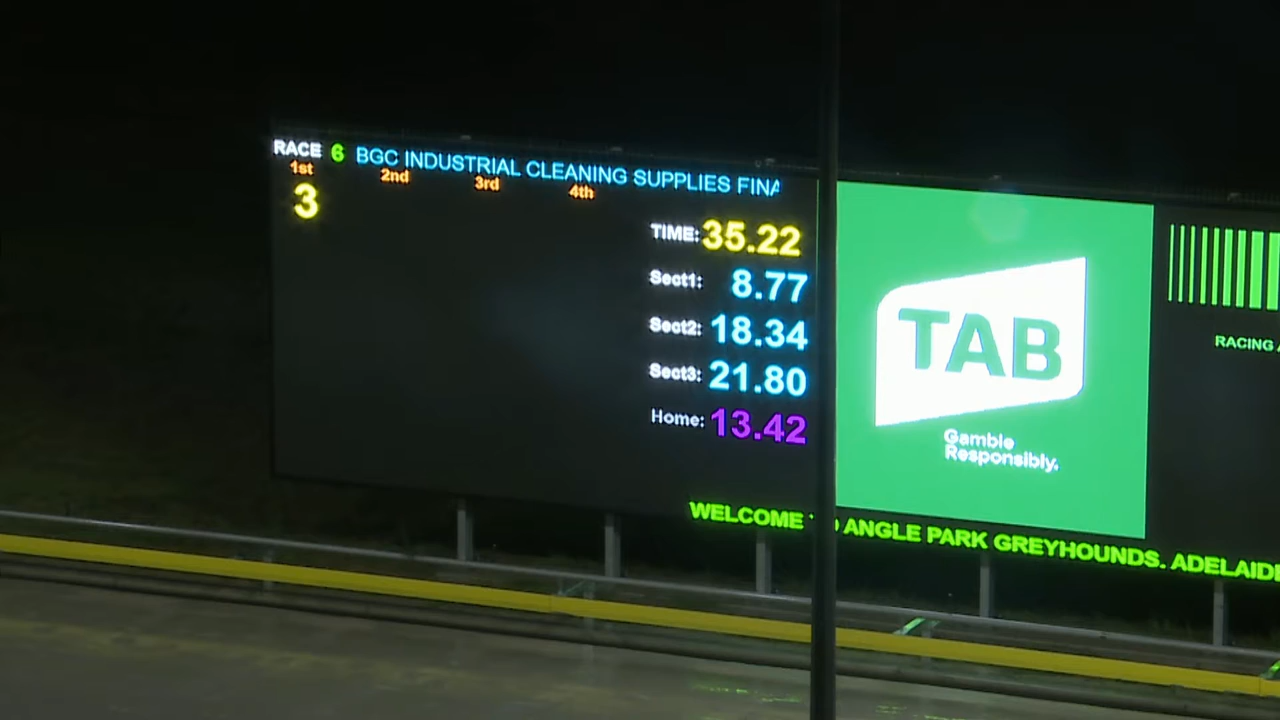 RACE 6 BGC INDUSTRIAL CLEANING SUPPLIES FINA
1st 2nd 3rd 4th
3
TIME: 35.22
Sect1: 8.77
Sect2: 18.34
Sect3: 21.80
Home: 13.42
TAB
Gamble
Responsibly.
RACING
WELCOME ANGLE PARK GREYHOUNDS. ADELAIDE